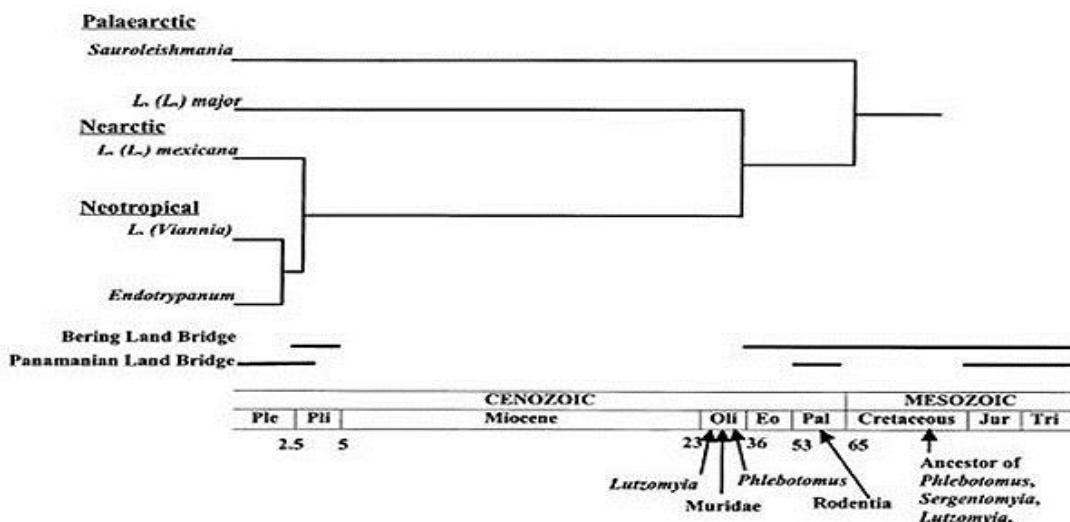 Palaearctic
Sauroleishmania
L. (L.) major
Nearctic
L. (L.) mexicana
Neotropical
L. (Viannia)
Endotrypanum
Bering Land Bridge
Panamanian Land Bridge
CENOZOIC MESOZOIC
Ple Pli Miocene Oli Eo Pal Cretaceous Jur Tri
2.5 5 23 36 53 65
Lutzomyia Muridae Phlebotomus Rodentia
Ancestor of
Phlebotomus,
Sergentomyia,
Lutzomyia,